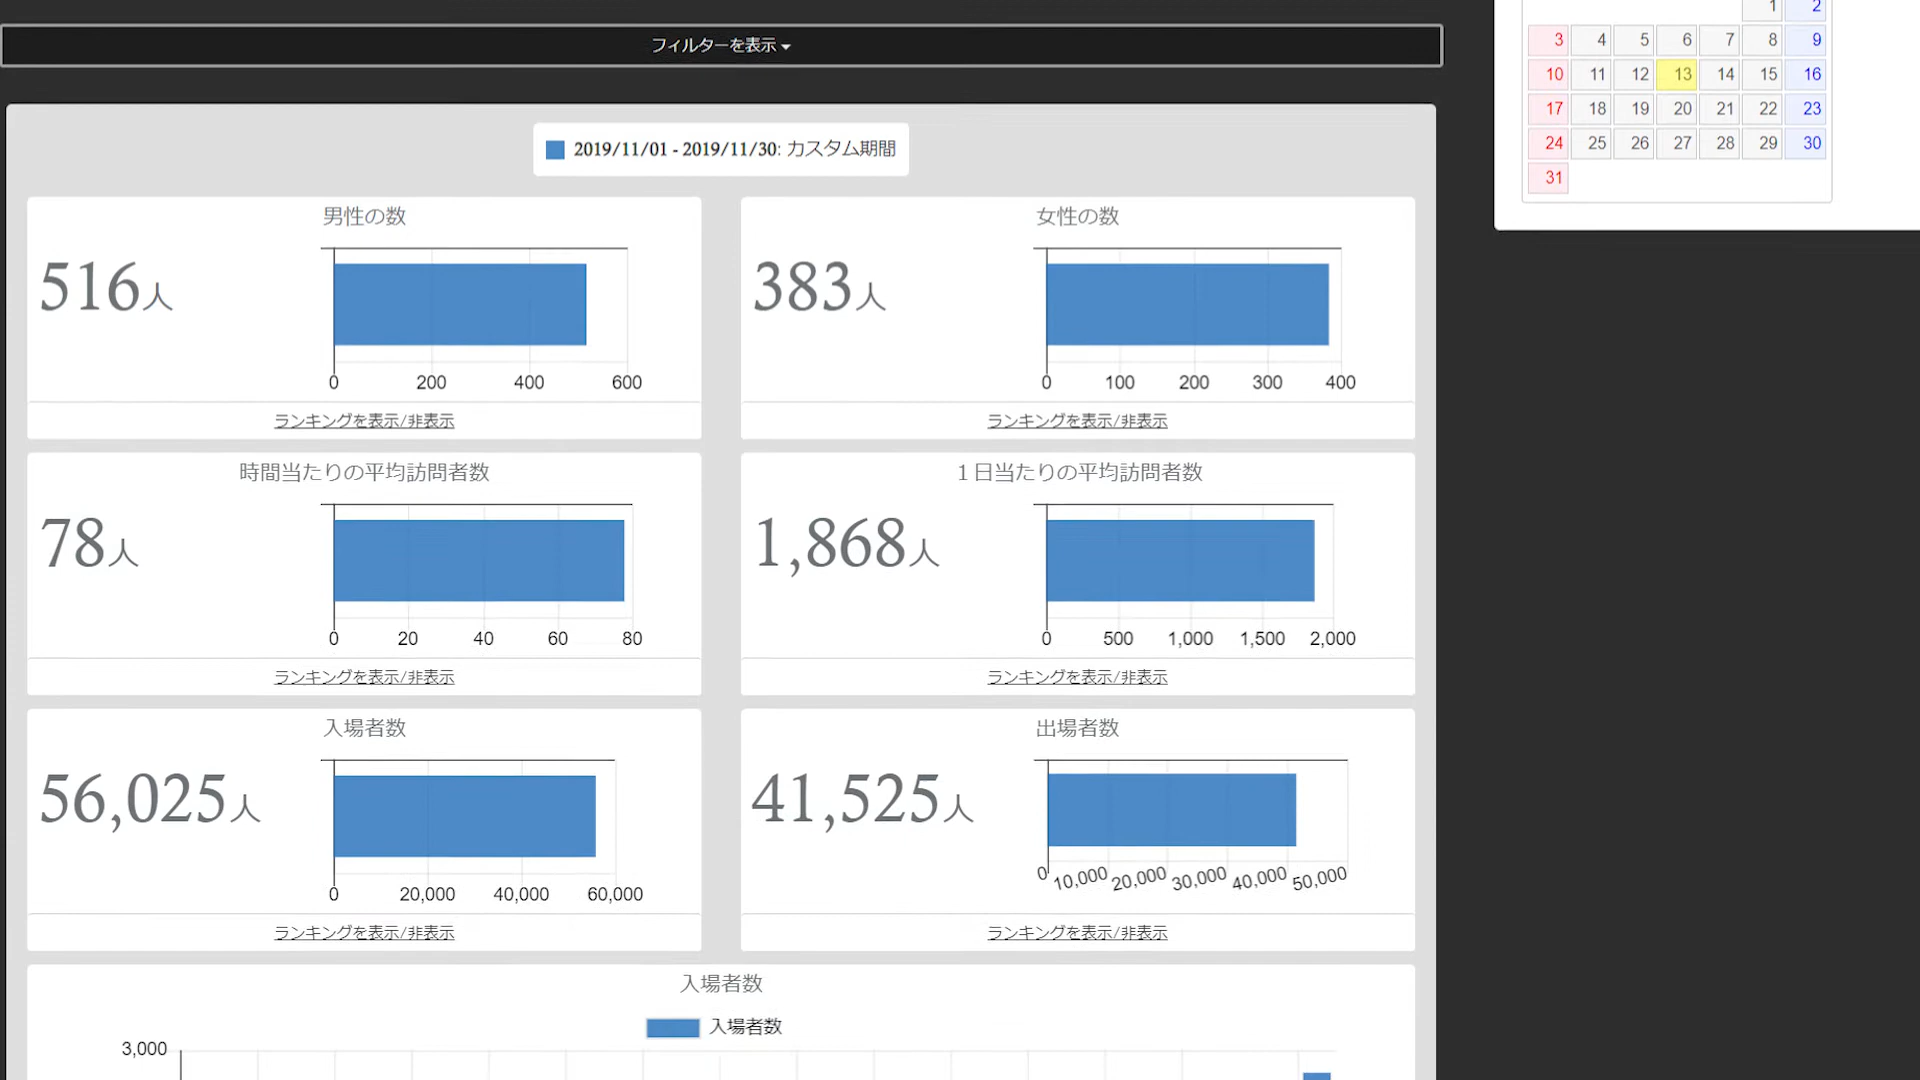 フィルターを表示
2019/11/01 - 2019/11/30: カスタム期間
男性の数
516人
0 200 400 600
ランキングを表示/非表示
女性の数
383人
0 100 200 300 400
ランキングを表示/非表示
時間当たりの平均訪問者数
78人
0 20 40 60 80
ランキングを表示/非表示
1日当たりの平均訪問者数
1,868人
0 500 1,000 1,500 2,000
ランキングを表示/非表示
入場者数
56,025人
0 20,000 40,000 60,000
ランキングを表示/非表示
出場者数
41,525人
0 10,000 20,000 30,000 40,000 50,000
ランキングを表示/非表示
入場者数
入場者数
3,000
1 2
3 4 5 6 7 8 9
10 11 12 13 14 15 16
17 18 19 20 21 22 23
24 25 26 27 28 29 30
31